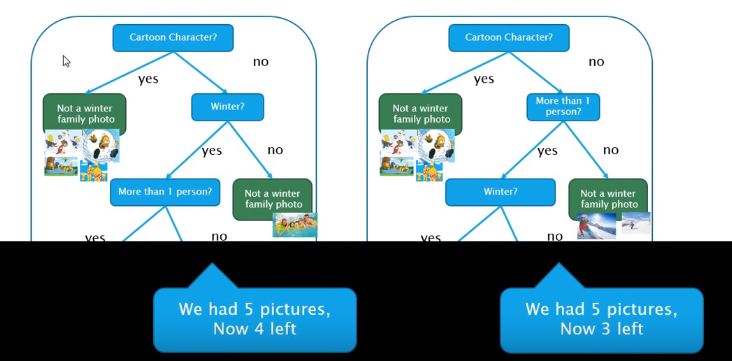 Cartoon Character?
no
yes
Not a winter
family photo
Winter?
yes
no
More than 1 person?
Not a winter
family photo
yes
no
We had 5 pictures,
Now 4 left
Cartoon Character?
no
yes
Not a winter
family photo
More than 1
person?
yes
no
Winter?
Not a winter
family photo
yes
no
We had 5 pictures,
Now 3 left